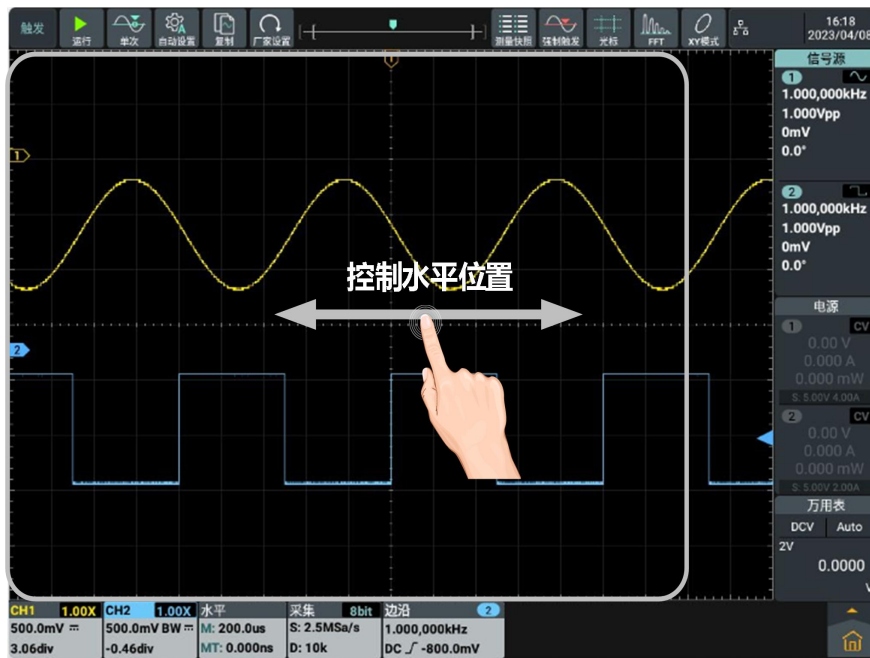 触发
运行
单次
自动设置
复制
厂家设置
测量快照
强制触发
光标
FFT
XY模式
16:18
2023/04/08
信号源
1
1.000,000kHz
1.000Vpp
0mV
0.0°
2
1.000,000kHz
1.000Vpp
0mV
0.0°
电源
1 CV
0.00 V
0.000 A
0.000 mW
S: 5.00V 4.00A
2 CV
0.00 V
0.000 A
0.000 mW
S: 5.00V 2.00A
万用表
DCV Auto
2V
0.0000
V
T
1
控制水平位置
2
CH1 1.00X
500.0mV
3.06div
CH2 1.00X
500.0mV BW
-0.46div
水平
M: 200.0us
MT: 0.000ns
采集 8bit
S: 2.5MSa/s
D: 10k
边沿 2
1.000,000kHz
DC -800.0mV